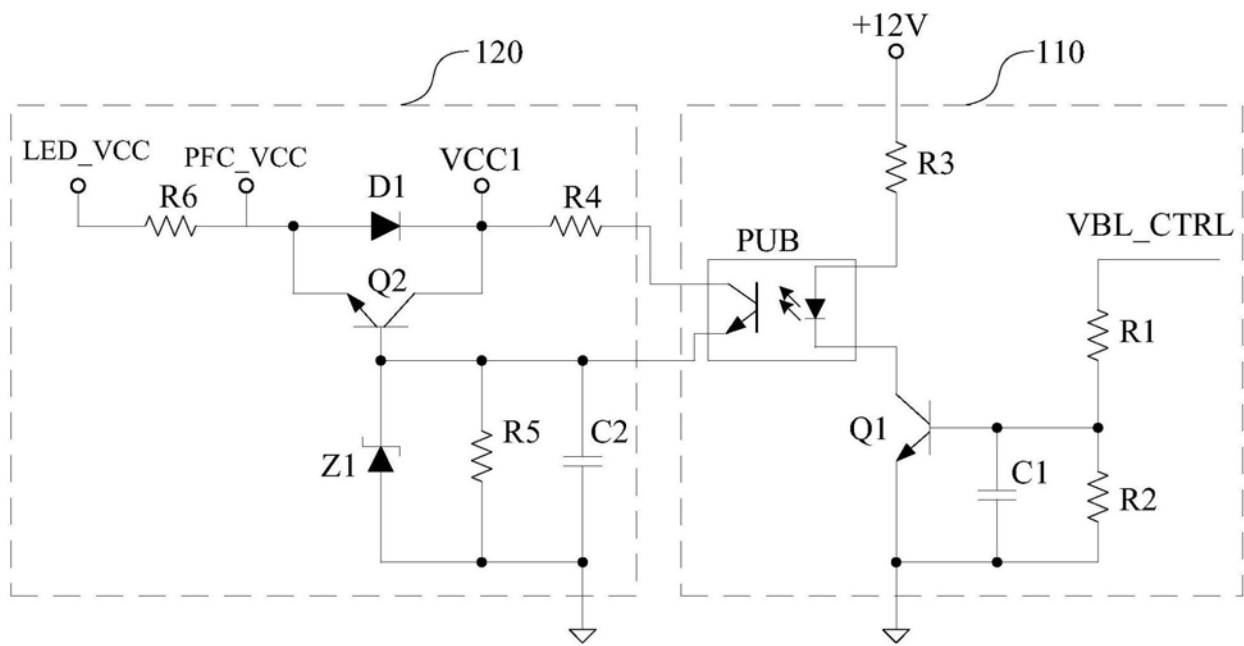 +12V
120
110
LED_VCC
PFC_VCC
VCC1
R6
D1
R4
R3
PUB
VBL_CTRL
Q2
R1
Z1
R5
C2
Q1
C1
R2